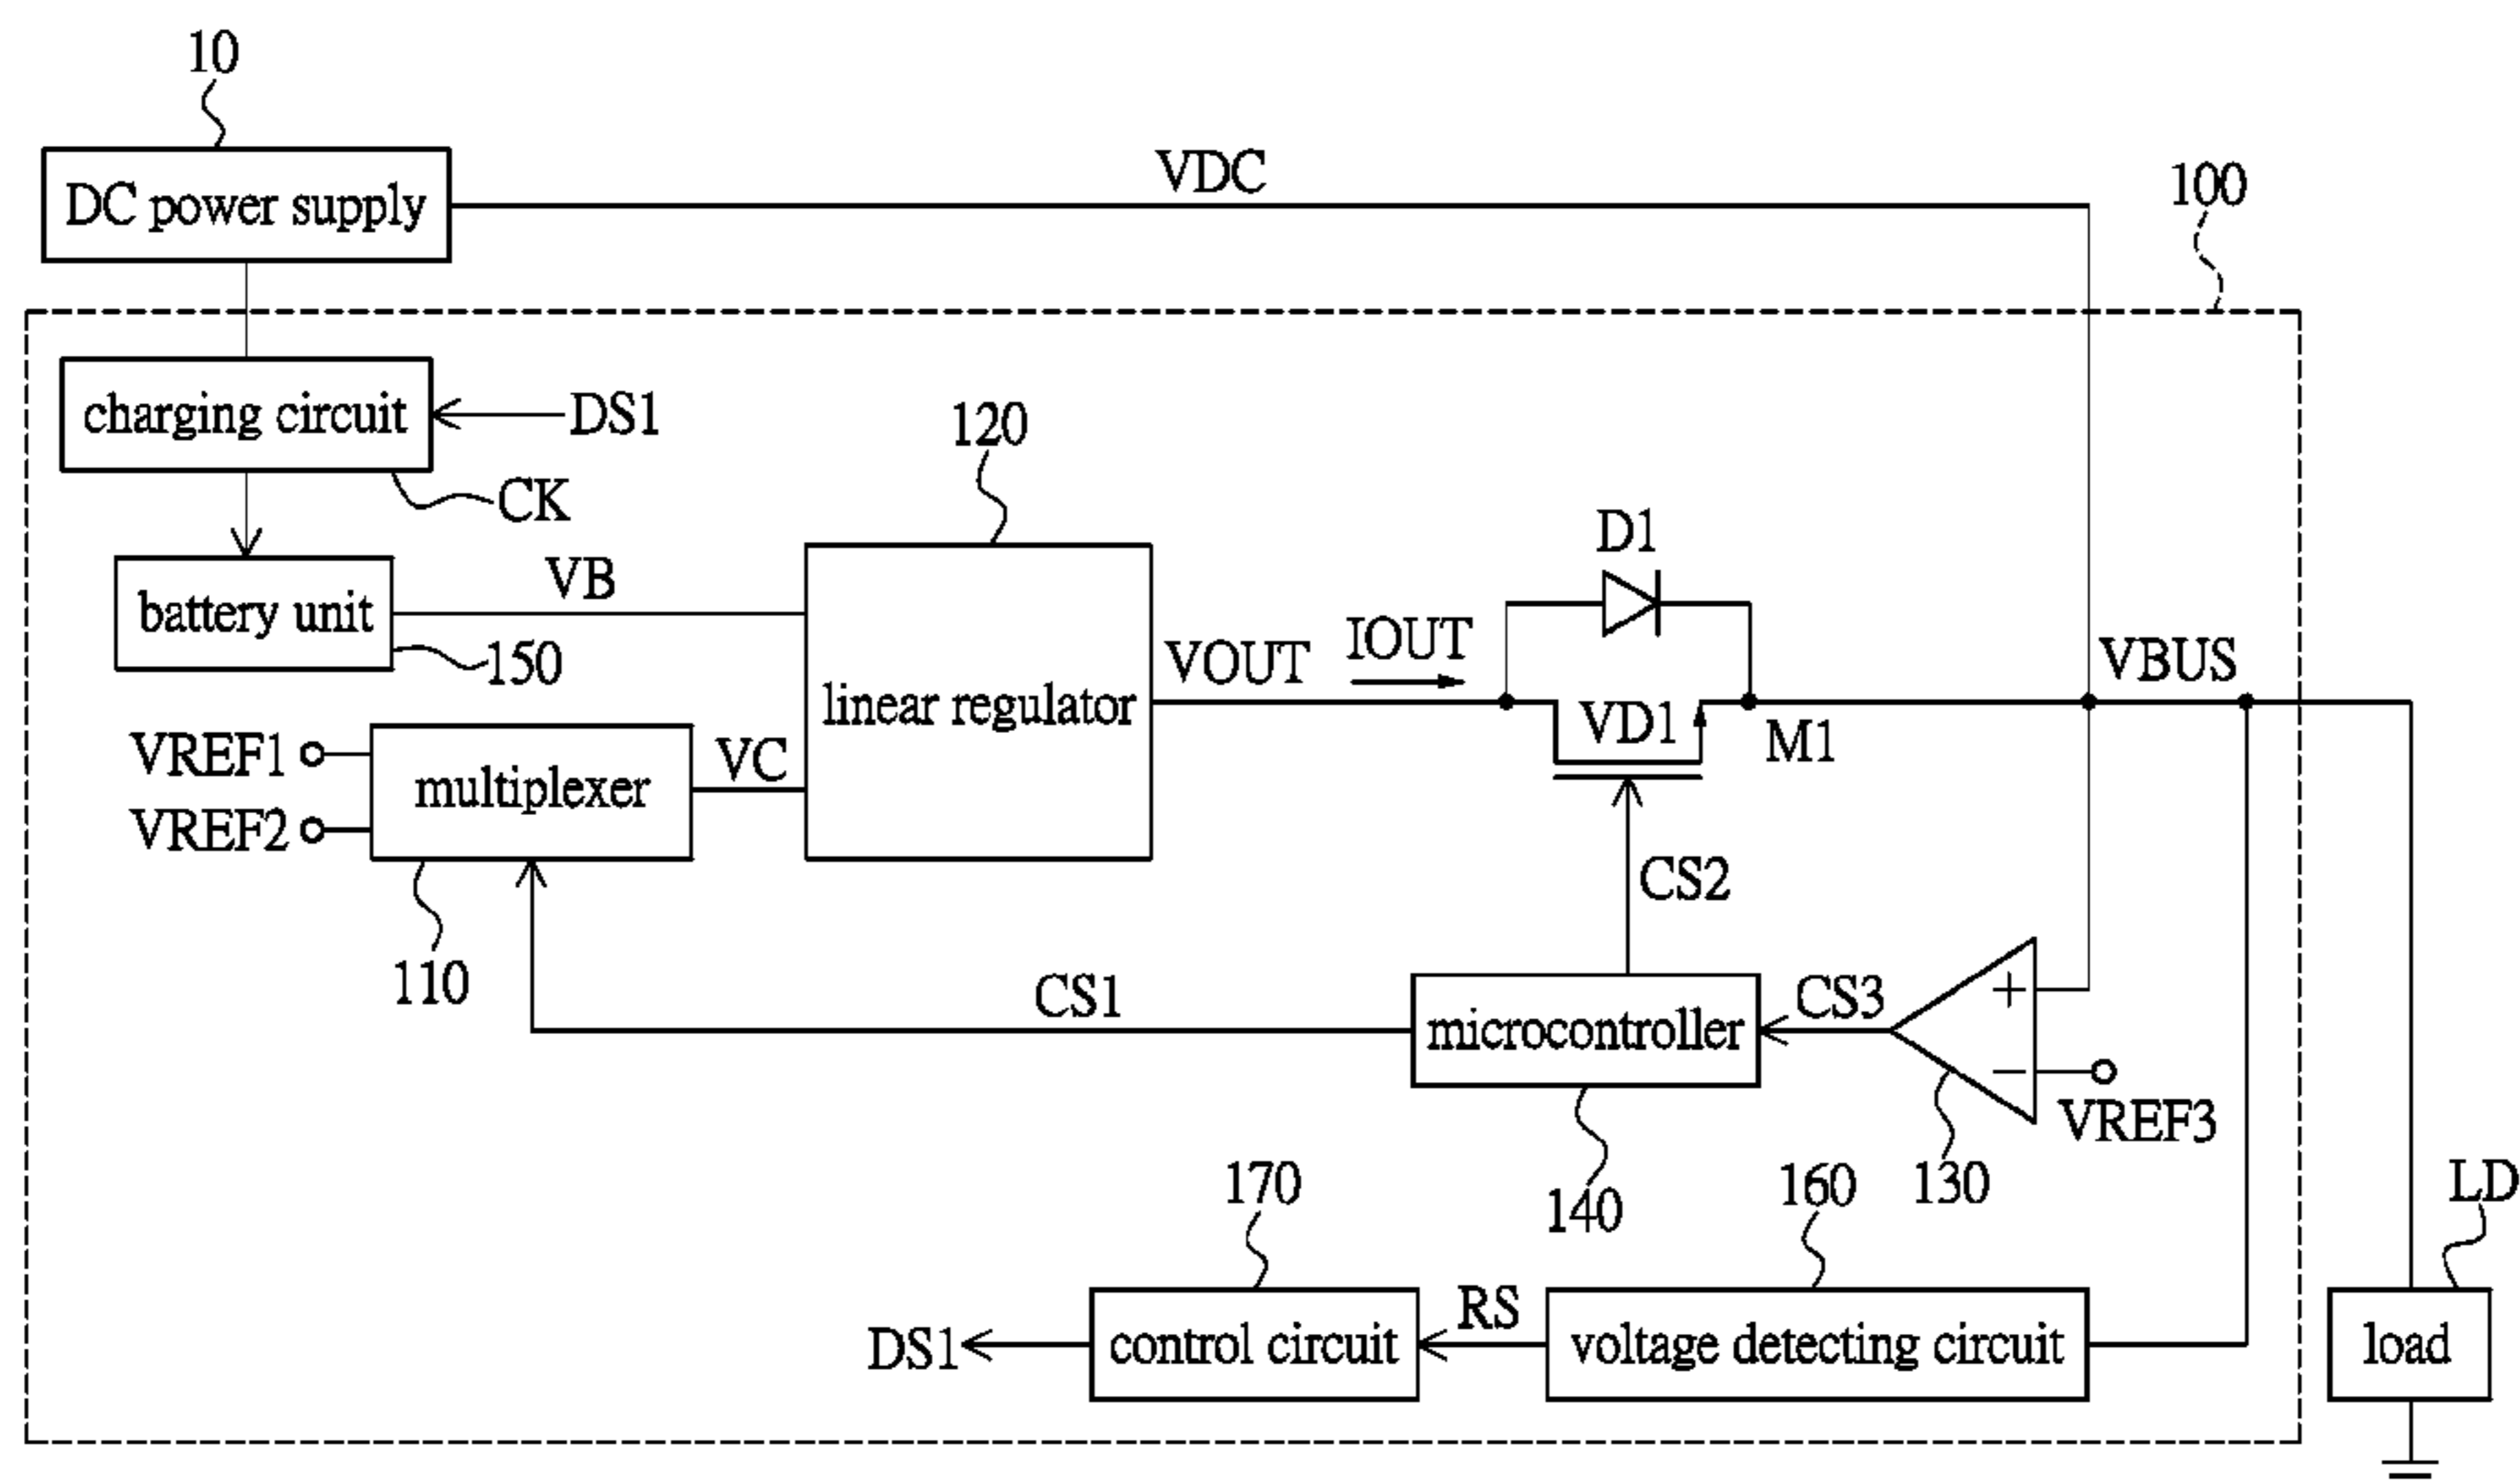 10
DC power supply
VDC
100
charging circuit
DS1
CK
120
D1
battery unit
VB
150
linear regulator
VOUT
IOUT
VD1
M1
VBUS
VREF1
VREF2
multiplexer
VC
110
CS2
CS1
microcontroller
CS3
+
−
VREF3
140
130
170
160
LD
DS1
control circuit
RS
voltage detecting circuit
load